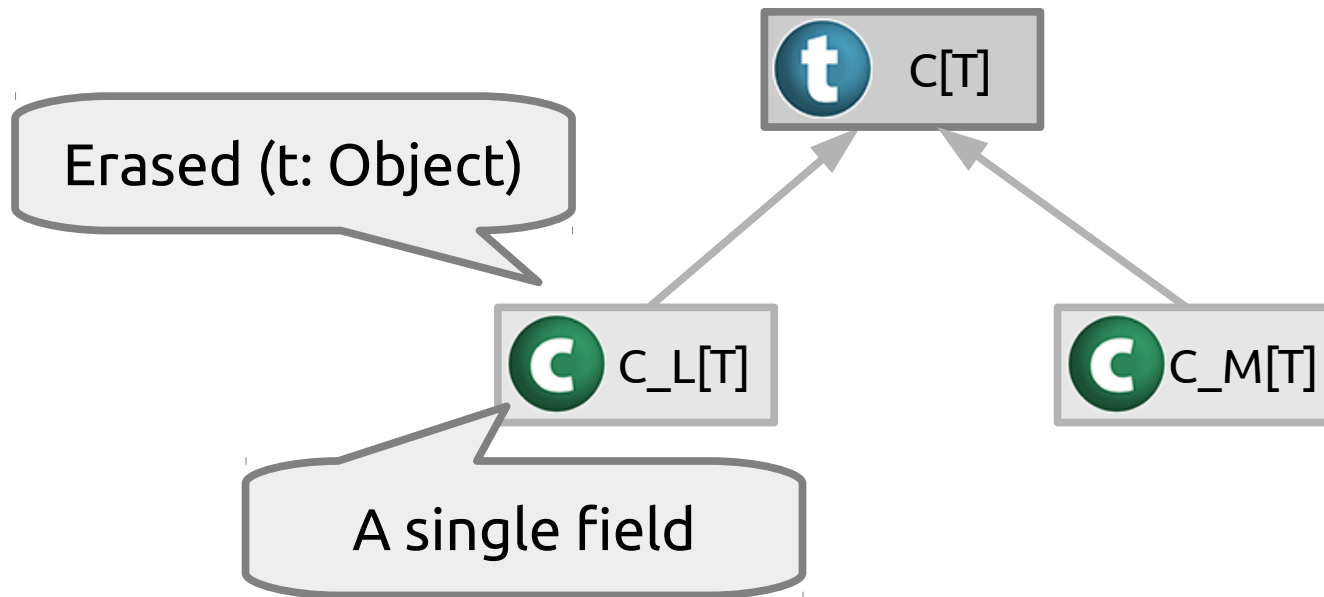 t C[T]
Erased (t: Object)
C C_L[T]
C C_M[T]
A single field